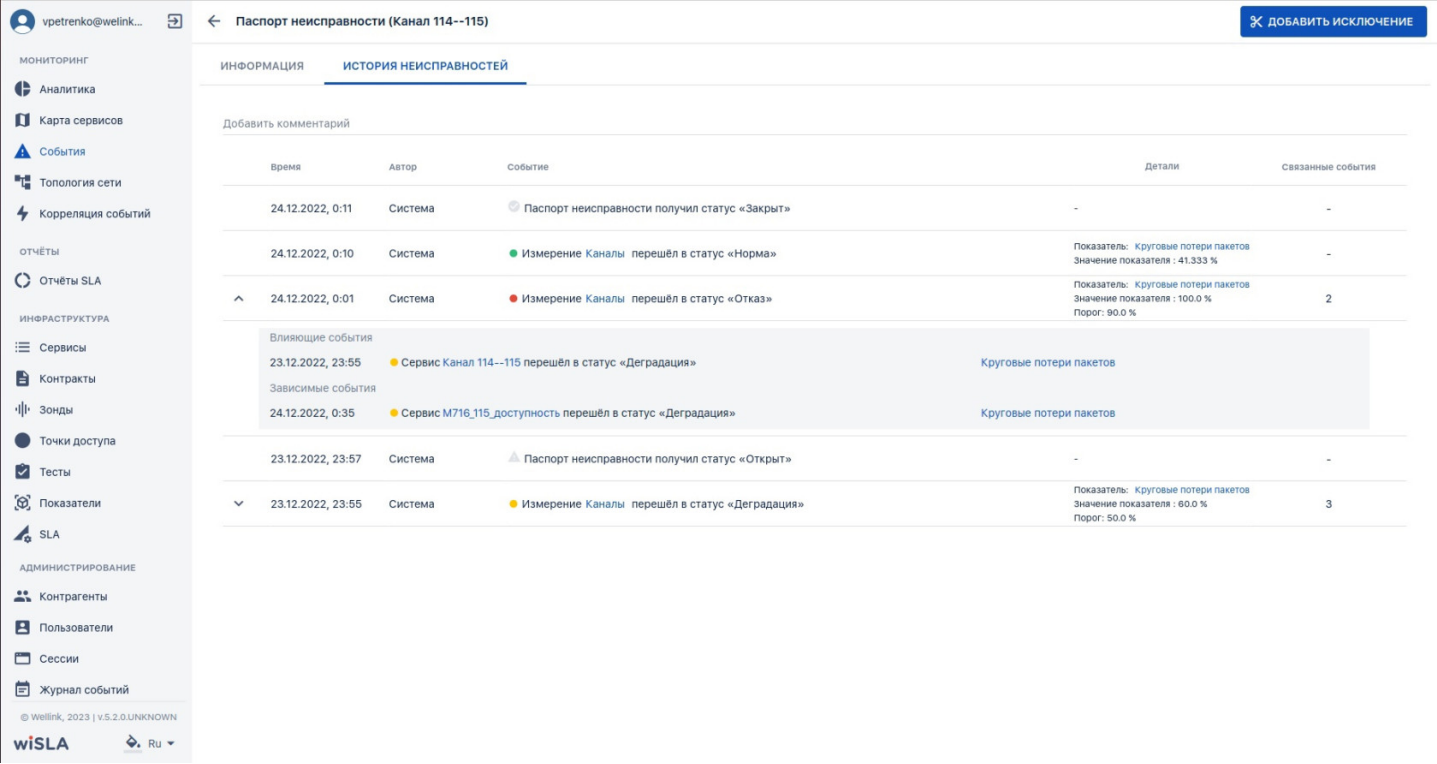 vpetrenko@welink...
Паспорт неисправности (Канал 114--115)
ДОБАВИТЬ ИСКЛЮЧЕНИЕ
МОНИТОРИНГ
Аналитика
Карта сервисов
События
Топология сети
Корреляция событий
ОТЧЁТЫ
Отчёты SLA
ИНФРАСТРУКТУРА
Сервисы
Контракты
Зонды
Точки доступа
Тесты
Показатели
SLA
АДМИНИСТРИРОВАНИЕ
Контрагенты
Пользователи
Сессии
Журнал событий
© Wellink, 2023 | v.5.2.0.UNKNOWN
wiSLA Ru
ИНФОРМАЦИЯ ИСТОРИЯ НЕИСПРАВНОСТЕЙ
Добавить комментарий
Время Автор Событие Детали Связанные события
24.12.2022, 0:11 Система Паспорт неисправности получил статус «Закрыт» - -
24.12.2022, 0:10 Система Измерение Каналы перешёл в статус «Норма» Показатель: Круговые потери пакетов -
Значение показателя : 41.333 %
24.12.2022, 0:01 Система Измерение Каналы перешёл в статус «Отказ» Показатель: Круговые потери пакетов 2
Значение показателя : 100.0 %
Порог: 90.0 %
Влияющие события
23.12.2022, 23:55 Сервис Канал 114--115 перешёл в статус «Деградация» Круговые потери пакетов
Зависимые события
24.12.2022, 0:35 Сервис М716_115_доступность перешёл в статус «Деградация» Круговые потери пакетов
23.12.2022, 23:57 Система Паспорт неисправности получил статус «Открыт» - -
23.12.2022, 23:55 Система Измерение Каналы перешёл в статус «Деградация» Показатель: Круговые потери пакетов 3
Значение показателя : 60.0 %
Порог: 50.0 %